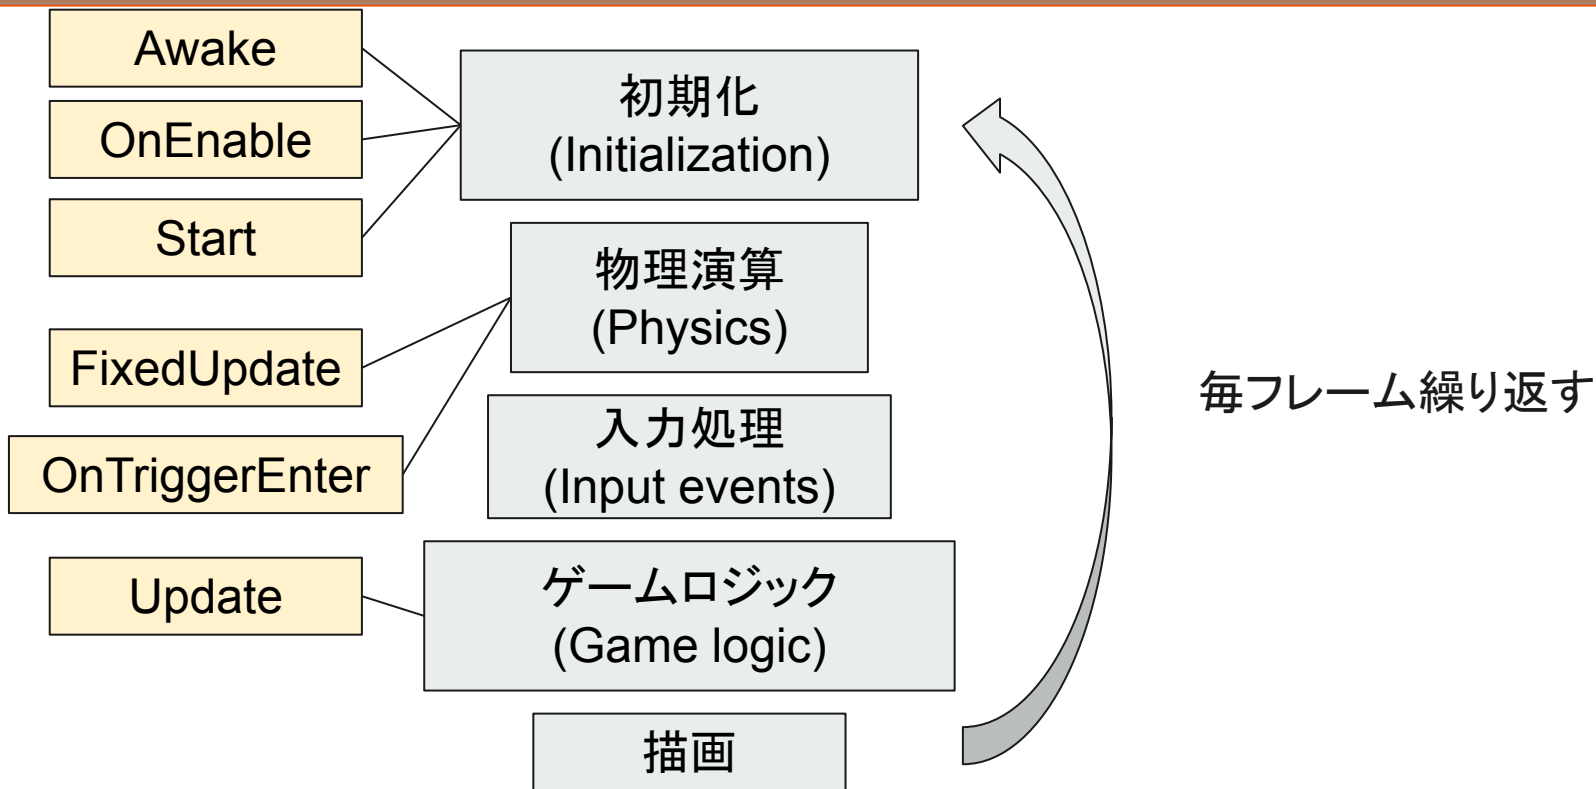 Awake
OnEnable
Start
FixedUpdate
OnTriggerEnter
Update
初期化
(Initialization)
物理演算
(Physics)
入力処理
(Input events)
ゲームロジック
(Game logic)
描画
毎フレーム繰り返す